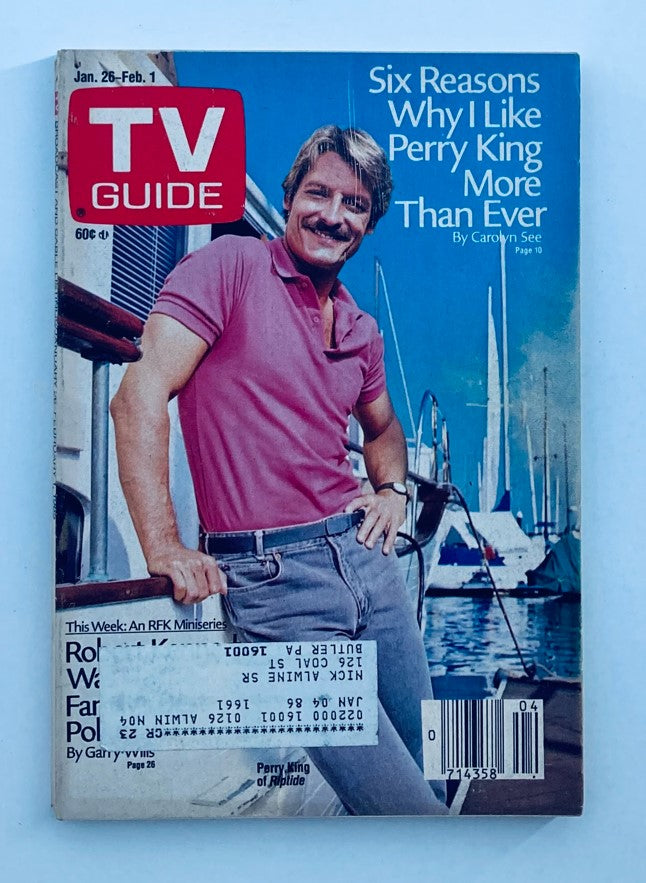 Jan. 26–Feb. 1
TV
GUIDE
®
60¢
Six Reasons
Why I Like
Perry King
More
Than Ever
By Carolyn See
Page 10
This Week: An RFK Miniseries
Robert
Wa
Far
Pol
By Garry Wills
Page 26
022000 16001 0126 ALWIN N04
JAN 04 86 1661
NICK ALWINE SR
126 COAL ST
BUTLER PA 16001
CR 23
Perry King
of Riptide
04
0
714358